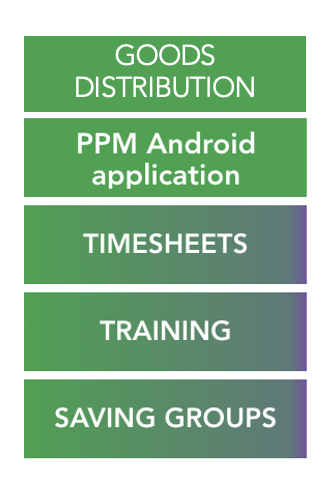 GOODS
DISTRIBUTION
PPM Android
application
TIMESHEETS
TRAINING
SAVING GROUPS